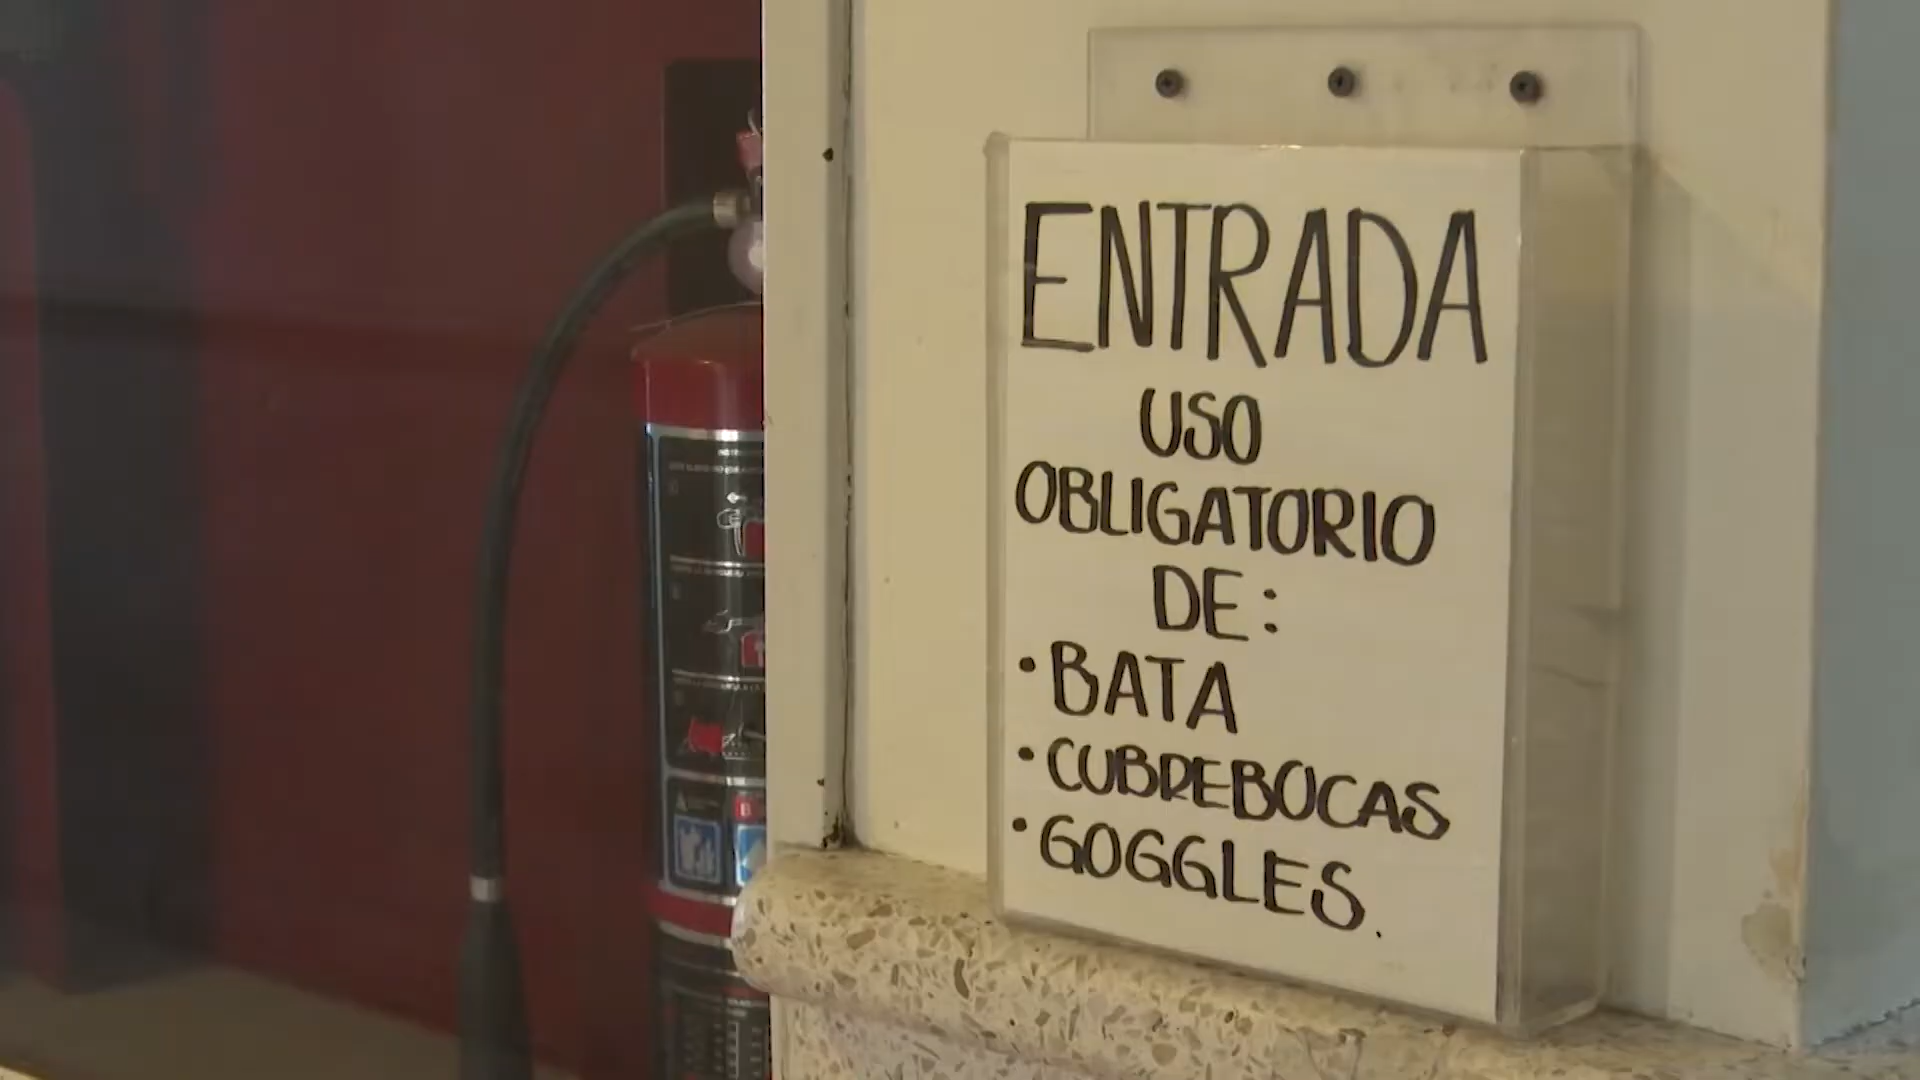 ENTRADA
USO
OBLIGATORIO
DE:
• BATA
• CUBREBOCAS
• GOGGLES.